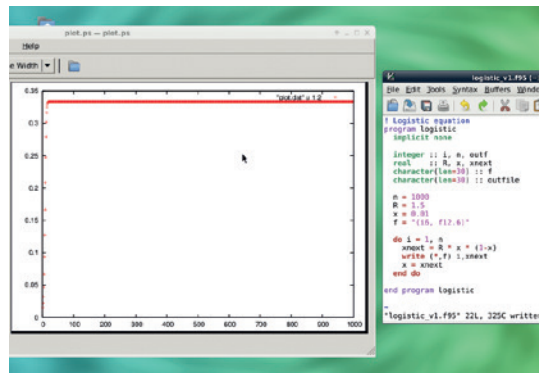 plot.ps — plot.ps
Help
e Width
"plot.dat" u 1:2
0.35
0.3
0.25
0.2
0.15
0.1
0.05
0
0 100 200 300 400 500 600 700 800 900 1000
logistic_v1.f95 (-
File Edit Tools Syntax Buffers Windo
! Logistic equation
program logistic
implicit none
integer :: i, n, outf
real :: R, x, xnext
character(len=30) :: f
character(len=30) :: outfile
n = 1000
R = 1.5
x = 0.01
f = "(i6, f12.6)"
do i = 1, n
xnext = R * x * (1-x)
write (*,f) i,xnext
x = xnext
end do
end program logistic
~
"logistic_v1.f95" 22L, 325C written